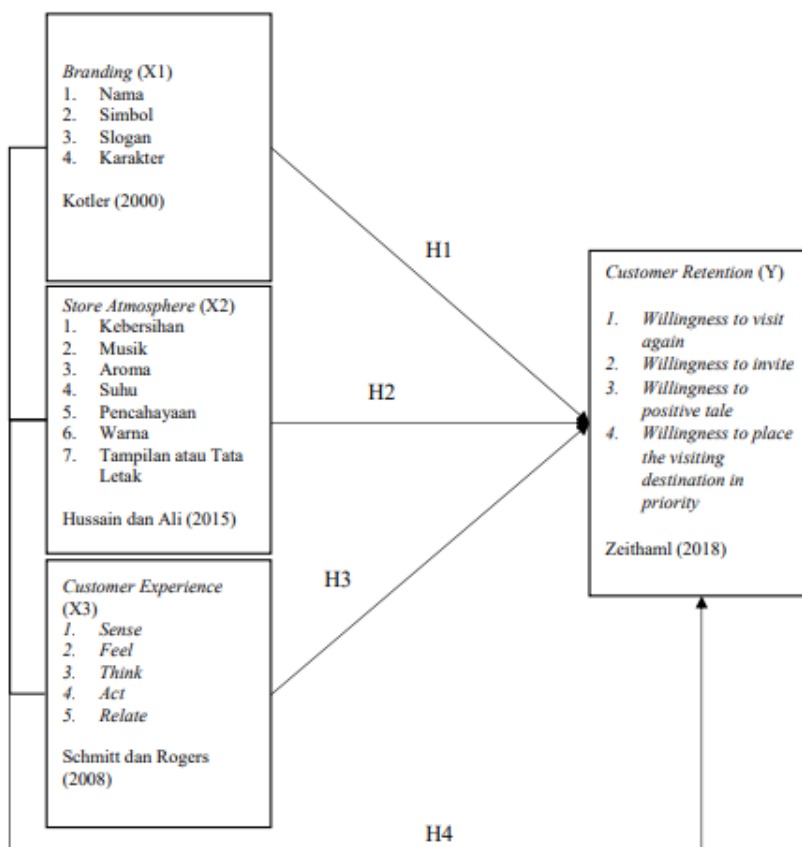 Branding (X1)
1. Nama
2. Simbol
3. Slogan
4. Karakter
Kotler (2000)
Store Atmosphere (X2)
1. Kebersihan
2. Musik
3. Aroma
4. Suhu
5. Pencahayaan
6. Warna
7. Tampilan atau Tata
Letak
Hussain dan Ali (2015)
Customer Experience
(X3)
1. Sense
2. Feel
3. Think
4. Act
5. Relate
Schmitt dan Rogers
(2008)
H1
H2
H3
H4
Customer Retention (Y)
1. Willingness to visit
again
2. Willingness to invite
3. Willingness to
positive tale
4. Willingness to place
the visiting
destination in
priority
Zeithaml (2018)